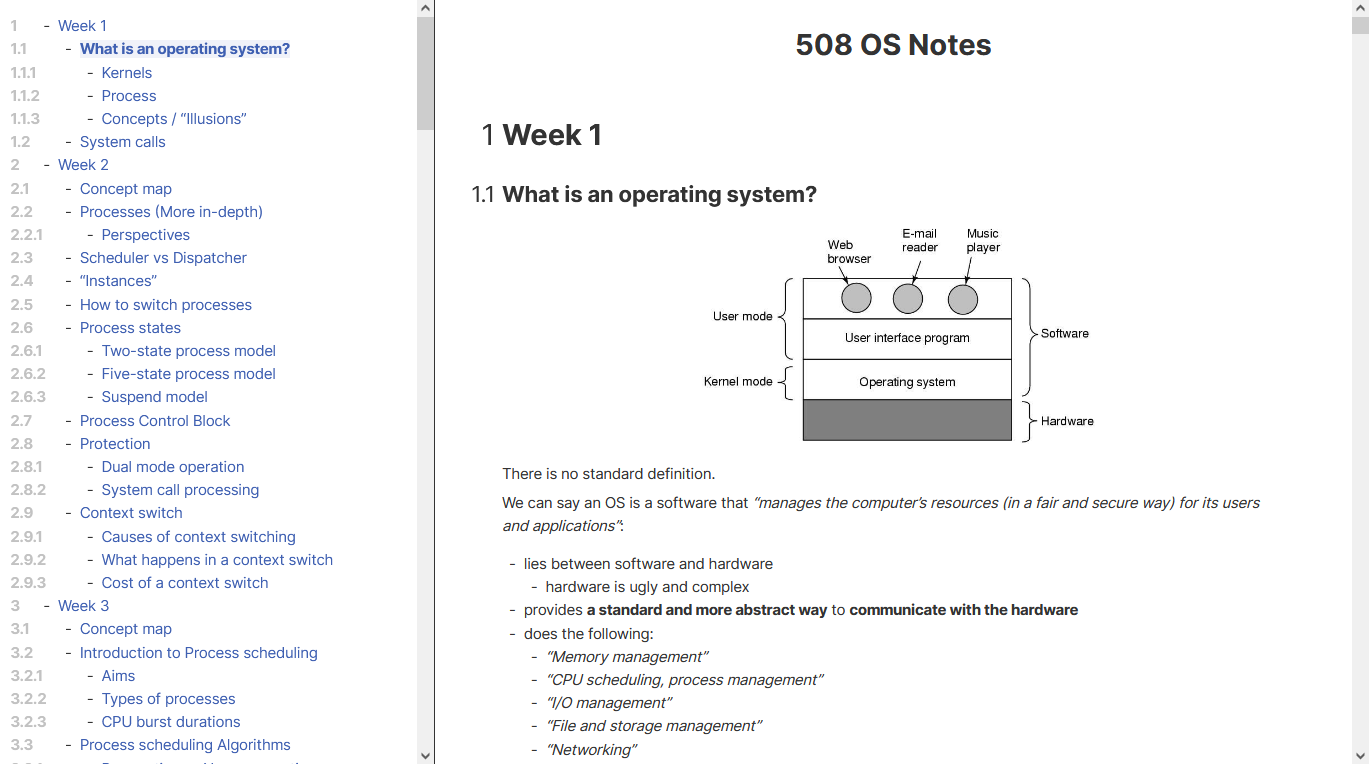 1 - Week 1
1.1 - What is an operating system?
1.1.1 - Kernels
1.1.2 - Process
1.1.3 - Concepts / “Illusions”
1.2 - System calls
2 - Week 2
2.1 - Concept map
2.2 - Processes (More in-depth)
2.2.1 - Perspectives
2.3 - Scheduler vs Dispatcher
2.4 - “Instances”
2.5 - How to switch processes
2.6 - Process states
2.6.1 - Two-state process model
2.6.2 - Five-state process model
2.6.3 - Suspend model
2.7 - Process Control Block
2.8 - Protection
2.8.1 - Dual mode operation
2.8.2 - System call processing
2.9 - Context switch
2.9.1 - Causes of context switching
2.9.2 - What happens in a context switch
2.9.3 - Cost of a context switch
3 - Week 3
3.1 - Concept map
3.2 - Introduction to Process scheduling
3.2.1 - Aims
3.2.2 - Types of processes
3.2.3 - CPU burst durations
3.3 - Process scheduling Algorithms
508 OS Notes
1 Week 1
1.1 What is an operating system?
Web
browser
E-mail
reader
Music
player
User mode
User interface program
Software
Kernel mode
Operating system
Hardware
There is no standard definition.
We can say an OS is a software that “manages the computer’s resources (in a fair and secure way) for its users
and applications”:
- lies between software and hardware
- hardware is ugly and complex
- provides a standard and more abstract way to communicate with the hardware
- does the following:
- “Memory management”
- “CPU scheduling, process management”
- “I/O management”
- “File and storage management”
- “Networking”